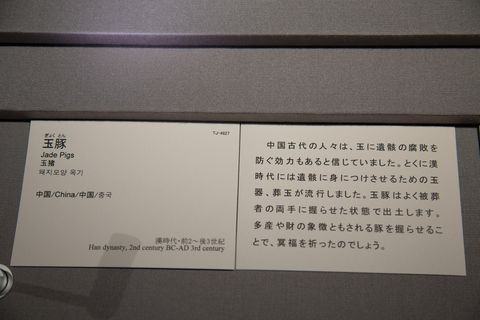 ぎょく とん
玉豚
TJ-4827
Jade Pigs
玉猪
돼지모양 옥기
中国/China/中国/중국
漢時代・前2～後3世紀
Han dynasty, 2nd century BC-AD 3rd century
中国古代の人々は、玉に遺骸の腐敗を
防ぐ効力もあると信じていました。とくに漢
時代には遺骸に身につけさせるための玉
器、葬玉が流行しました。玉豚はよく被葬
者の両手に握らせた状態で出土します。
多産や財の象徴ともされる豚を握らせるこ
とで、冥福を祈ったのでしょう。